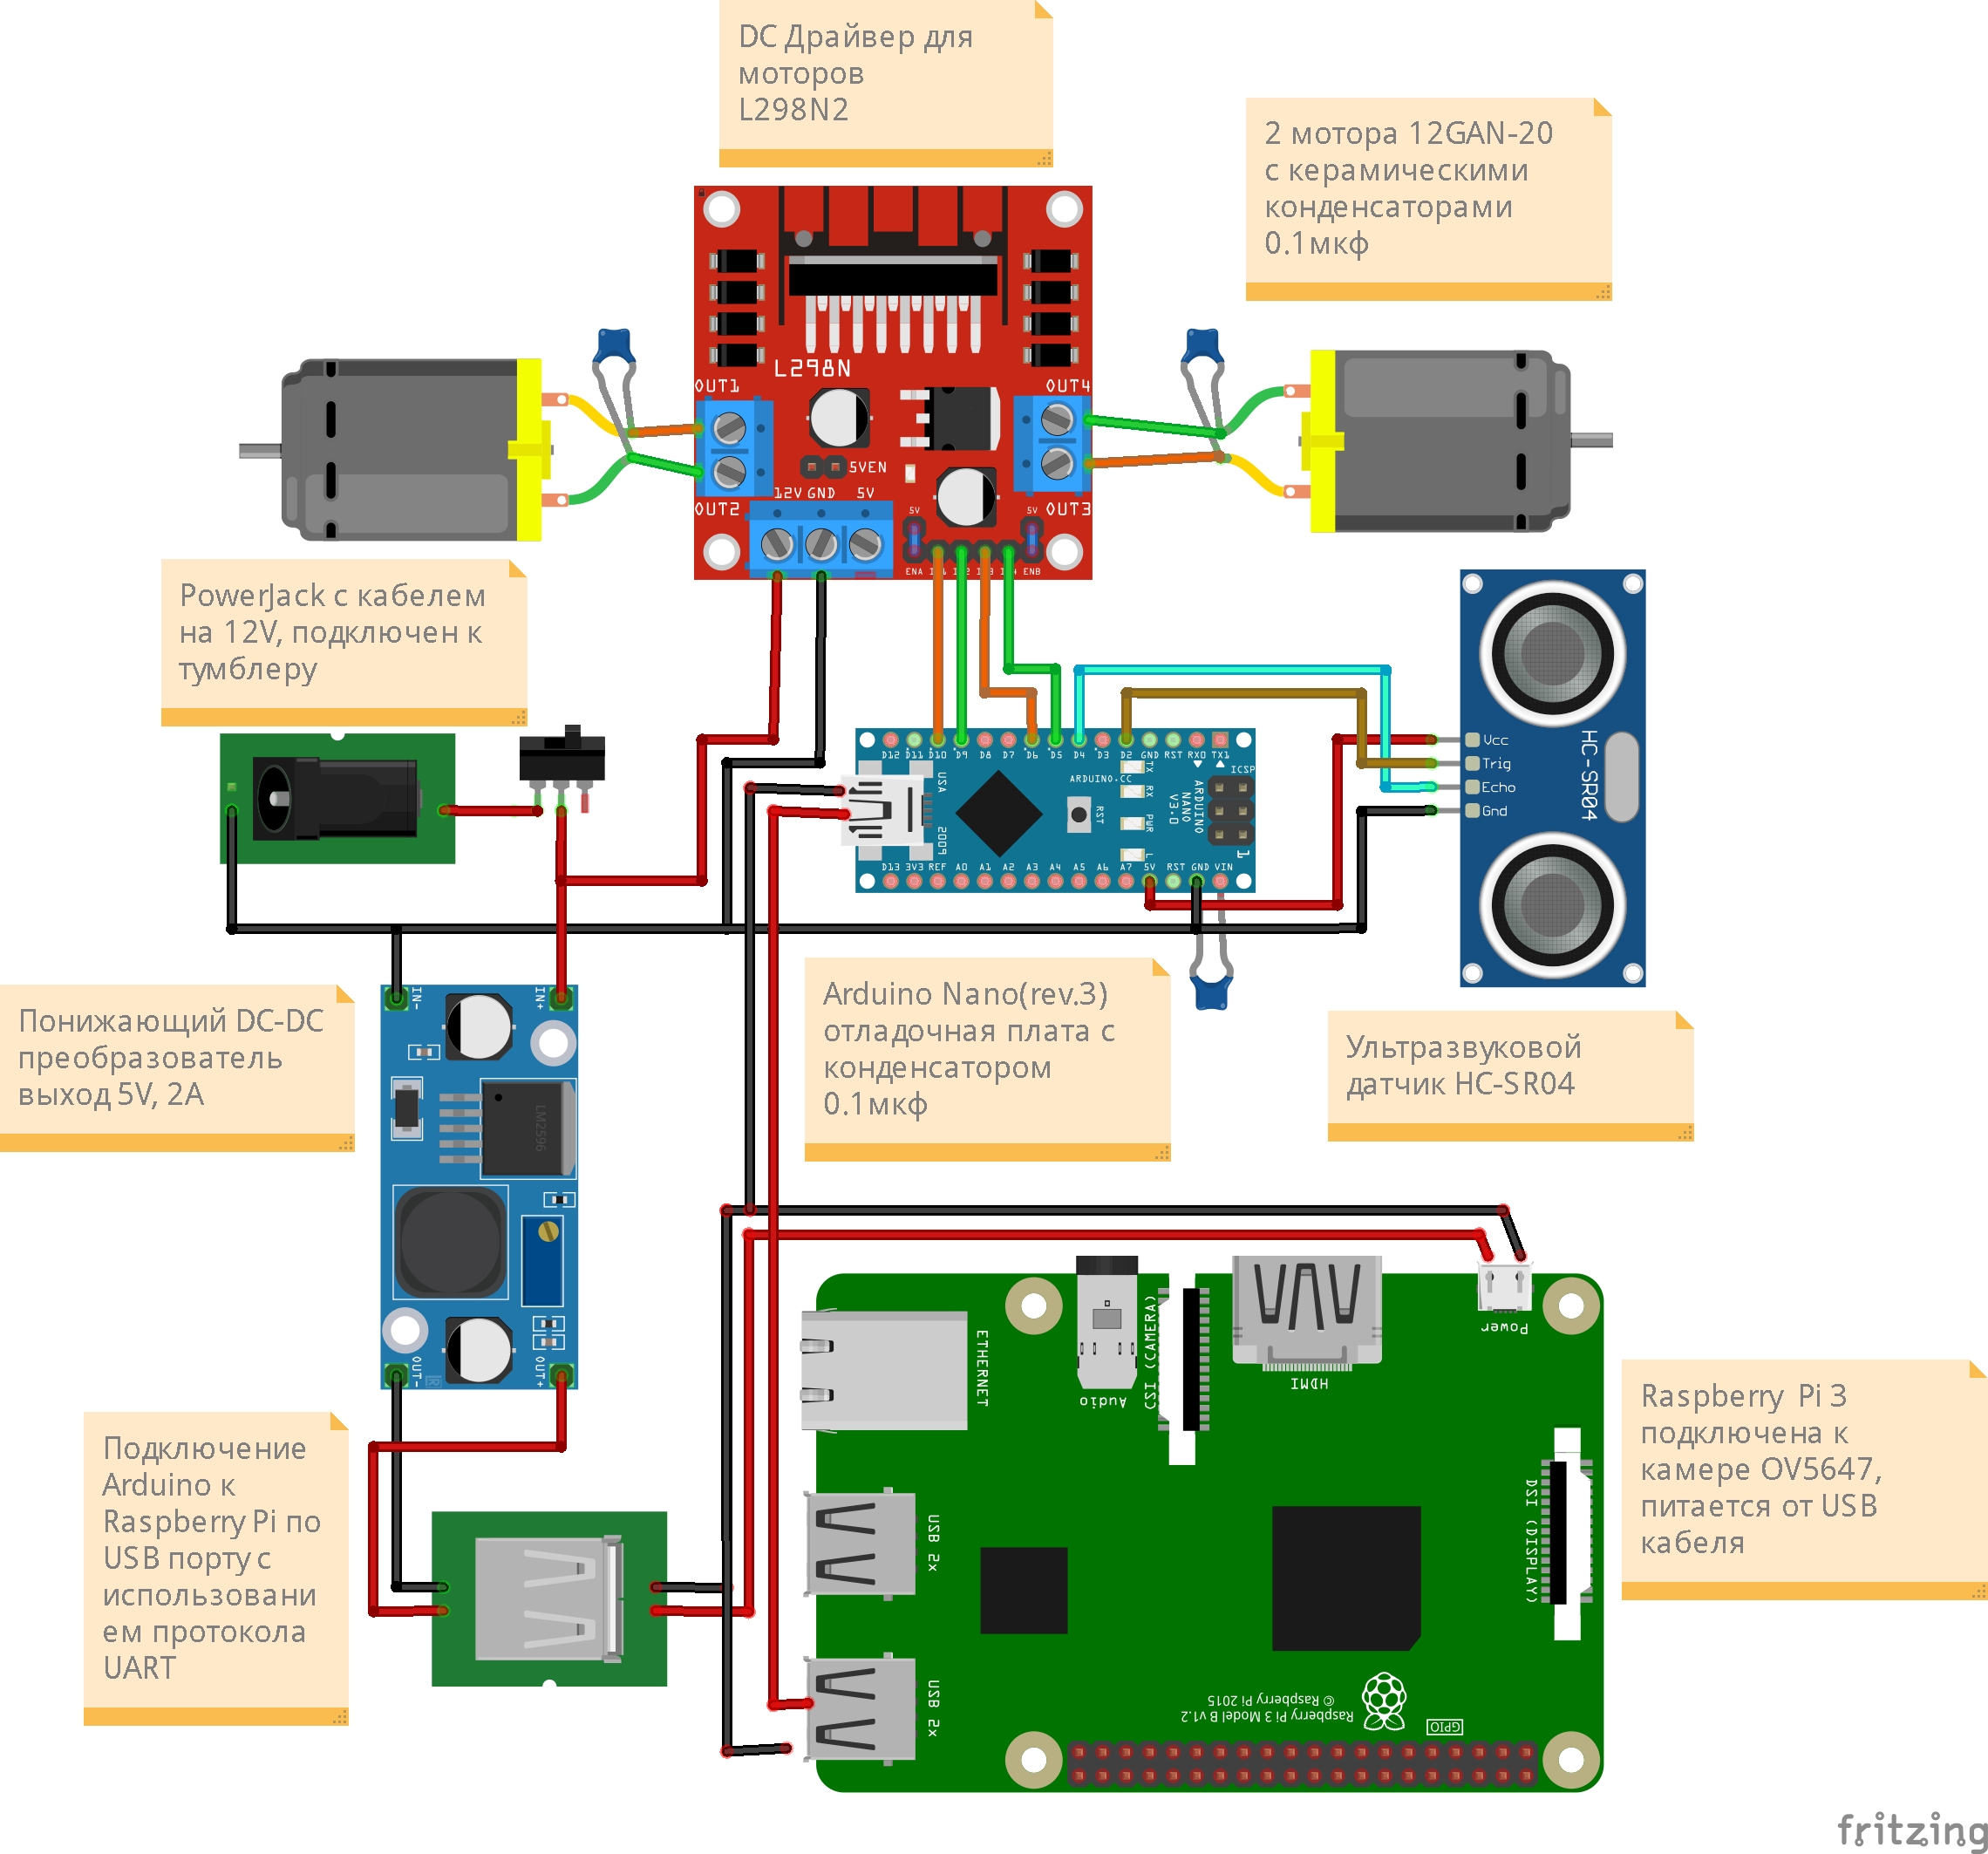 DC Драйвер для
моторов
L298N2
2 мотора 12GAN-20
с керамическими
конденсаторами
0.1мкф
L298N
OUT1
OUT4
5VEN
12V GND 5V
OUT2
OUT3
5V
5V
ENA
ENB
PowerJack с кабелем
на 12V, подключен к
тумблеру
D12 D11 D10 D9 D8 D7 D6 D5 D4 D3 D2 GND RST RX0 TX1
USA
ARDUINO.CC
TX
RX
PWR
L
RST
ARDUINO
NANO
V3.0
ICSP
1
2009
D13 3V3 REF A0 A1 A2 A3 A4 A5 A6 A7 5V RST GND VIN
Vcc
Trig
Echo
Gnd
HC-SR04
Понижающий DC-DC
преобразователь
выход 5V, 2A
IN-
IN+
LM2596
OUT-
OUT+
Arduino Nano(rev.3)
отладочная плата с
конденсатором
0.1мкф
Ультразвуковой
датчик HC-SR04
Подключение
Arduino к
Raspberry Pi по
USB порту с
использовани
ем протокола
UART
ETHERNET
Audio
CSI (CAMERA)
HDMI
Power
USB 2x
USB 2x
DSI (DISPLAY)
Raspberry Pi 3 Model B v1.2
© Raspberry Pi 2015
GPIO
Raspberry Pi 3
подключена к
камере OV5647,
питается от USB
кабеля
fritzing